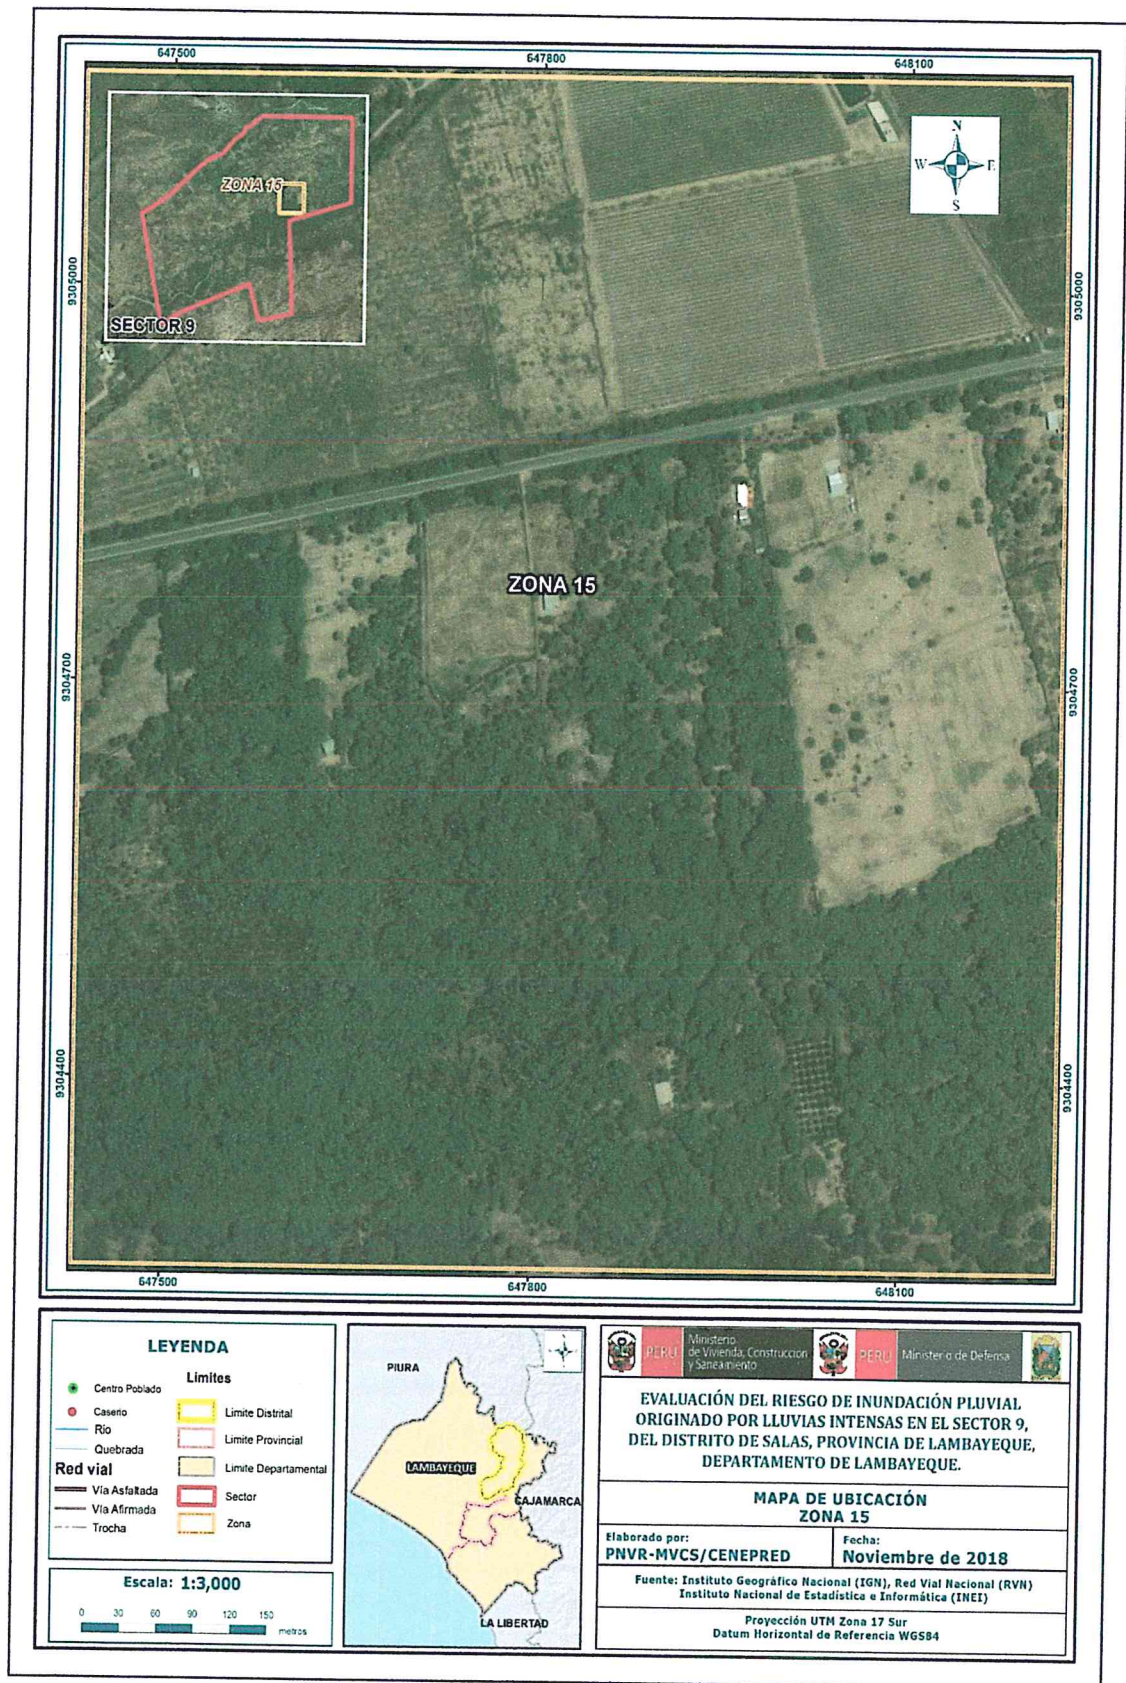 647500
647800
648100
N
W
E
S
ZONA 15
SECTOR 9
9305000
9305000
ZONA 15
9304700
9304700
9304400
9304400
647500
647800
648100
LEYENDA
Centro Poblado
Caserio
Río
Quebrada
Red vial
Vía Asfaltada
Vía Afirmada
Trocha
Limites
Limite Distrital
Limite Provincial
Limite Departamental
Sector
Zona
Escala: 1:3,000
0 30 60 90 120 150
metros
PIURA
LAMBAYEQUE
CAJAMARCA
LA LIBERTAD
PERÚ
Ministerio
de Vivienda, Construcción
y Saneamiento
PERÚ
Ministerio de Defensa
EVALUACIÓN DEL RIESGO DE INUNDACIÓN PLUVIAL
ORIGINADO POR LLUVIAS INTENSAS EN EL SECTOR 9,
DEL DISTRITO DE SALAS, PROVINCIA DE LAMBAYEQUE,
DEPARTAMENTO DE LAMBAYEQUE.
MAPA DE UBICACIÓN
ZONA 15
Elaborado por:
PNVR-MVCS/CENEPRED
Fecha:
Noviembre de 2018
Fuente: Instituto Geográfico Nacional (IGN), Red Vial Nacional (RVN)
Instituto Nacional de Estadística e Informática (INEI)
Proyección UTM Zona 17 Sur
Datum Horizontal de Referencia WGS84